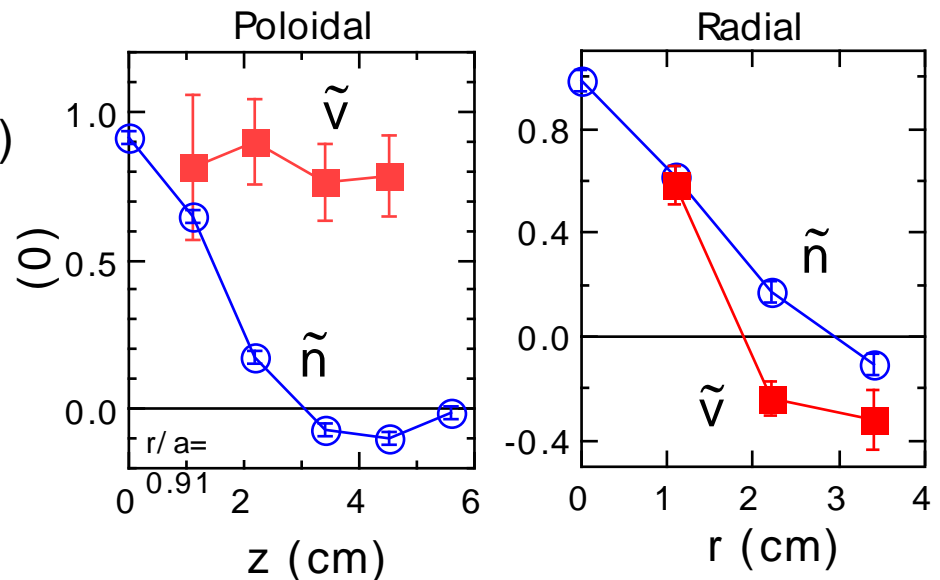 Poloidal
Radial
)
(0)
1.0
0.5
0.0
ṽ
ñ
r/a=
0.91
0 2 4 6
z (cm)
0.8
0.4
0.0
-0.4
ñ
ṽ
0 1 2 3 4
r (cm)